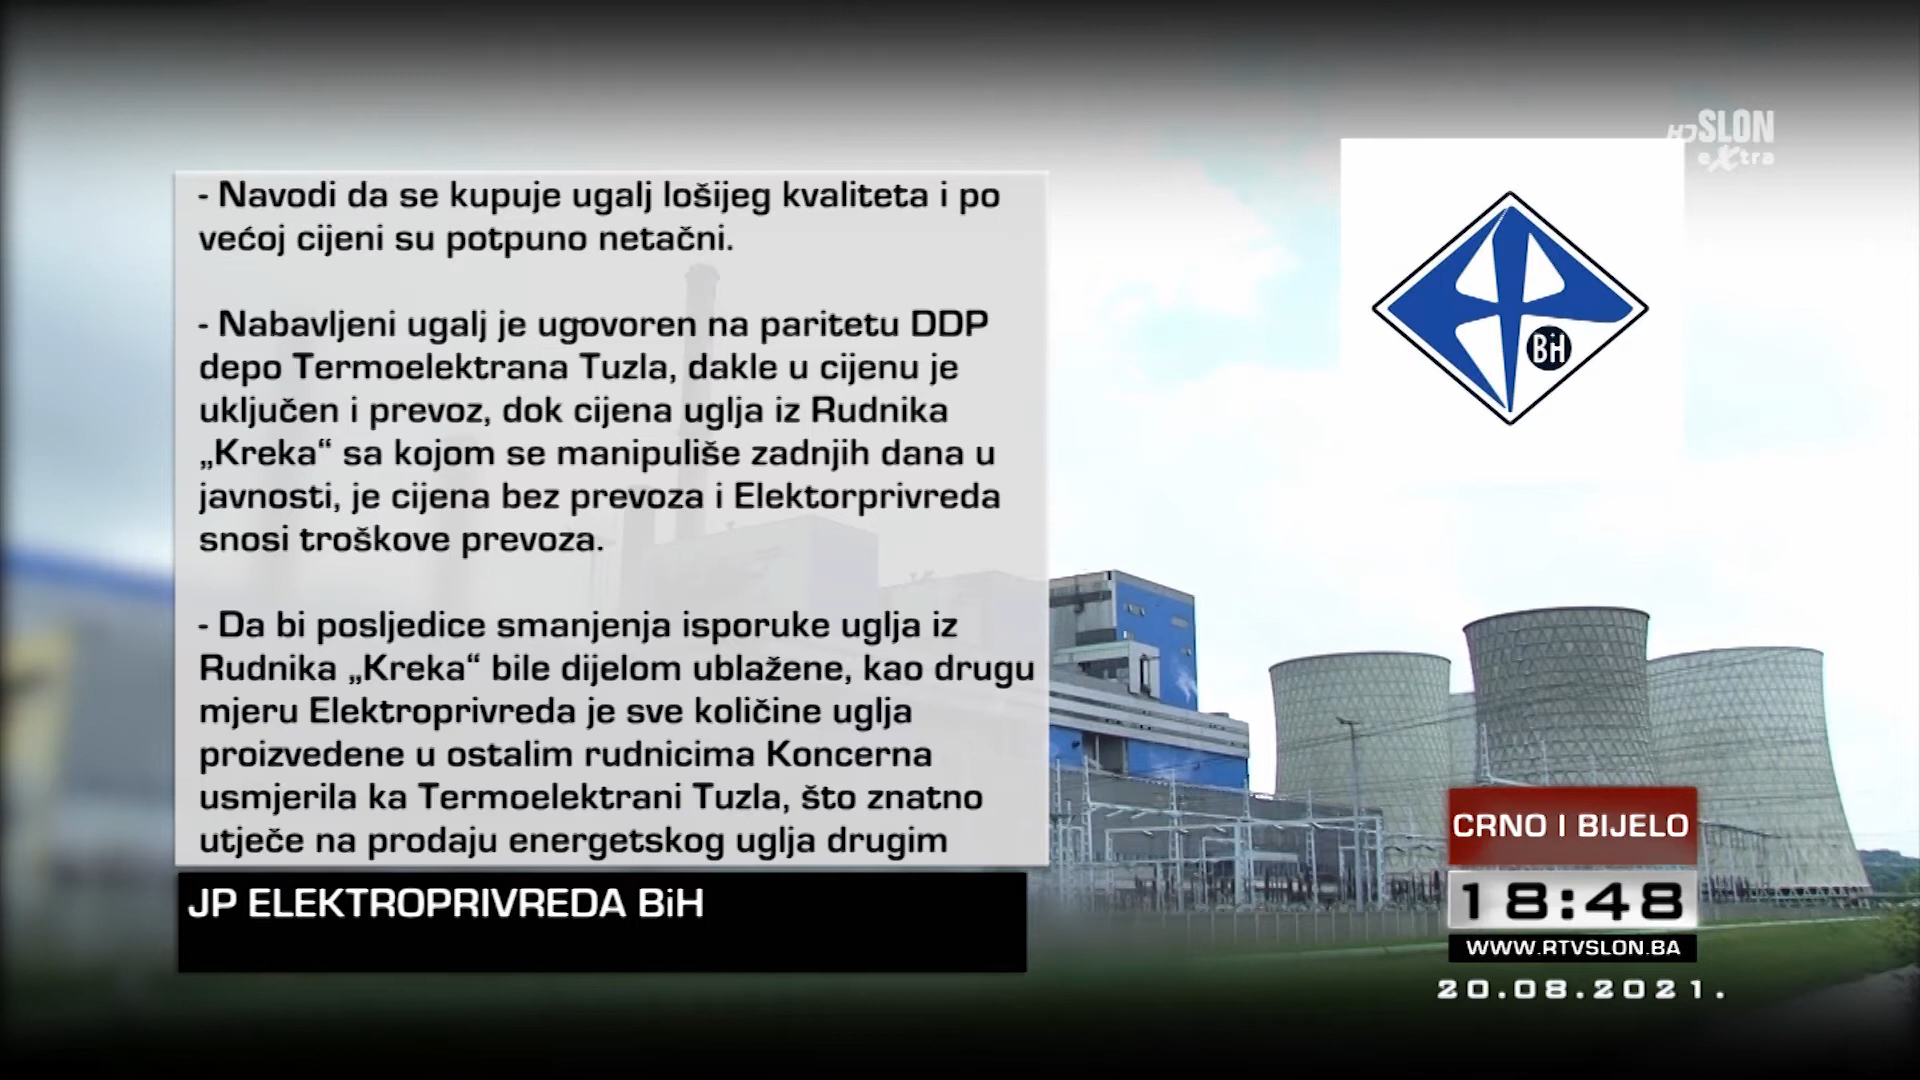 HD SLON
extra
- Navodi da se kupuje ugalj lošijeg kvaliteta i po
većoj cijeni su potpuno netačni.
- Nabavljeni ugalj je ugovoren na paritetu DDP
depo Termoelektrana Tuzla, dakle u cijenu je
uključen i prevoz, dok cijena uglja iz Rudnika
„Kreka“ sa kojom se manipuliše zadnjih dana u
javnosti, je cijena bez prevoza i Elektorprivreda
snosi troškove prevoza.
- Da bi posljedice smanjenja isporuke uglja iz
Rudnika „Kreka“ bile dijelom ublažene, kao drugu
mjeru Elektroprivreda je sve količine uglja
proizvedene u ostalim rudnicima Koncerna
usmjerila ka Termoelektrani Tuzla, što znatno
utječe na prodaju energetskog uglja drugim
JP ELEKTROPRIVREDA BiH
BiH
CRNO I BIJELO
18:48
WWW.RTVSLON.BA
20.08.2021.